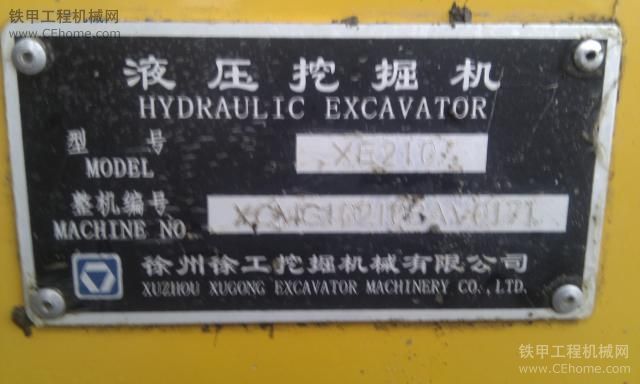 铁甲工程机械网
www.CEhome.com
液压挖掘机
HYDRAULIC EXCAVATOR
型 号
MODEL
整机编号
MACHINE NO.
徐州徐工挖掘机械有限公司
XUZHOU XUGONG EXCAVATOR MACHINERY CO.,LTD.
铁甲工程机械网
www.CEhome.com